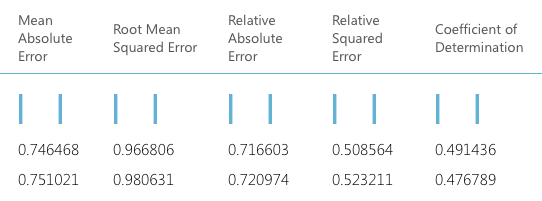 Mean Absolute Error Root Mean Squared Error Relative Absolute Error Relative Squared Error Coefficient of Determination
0.746468 0.966806 0.716603 0.508564 0.491436
0.751021 0.980631 0.720974 0.523211 0.476789